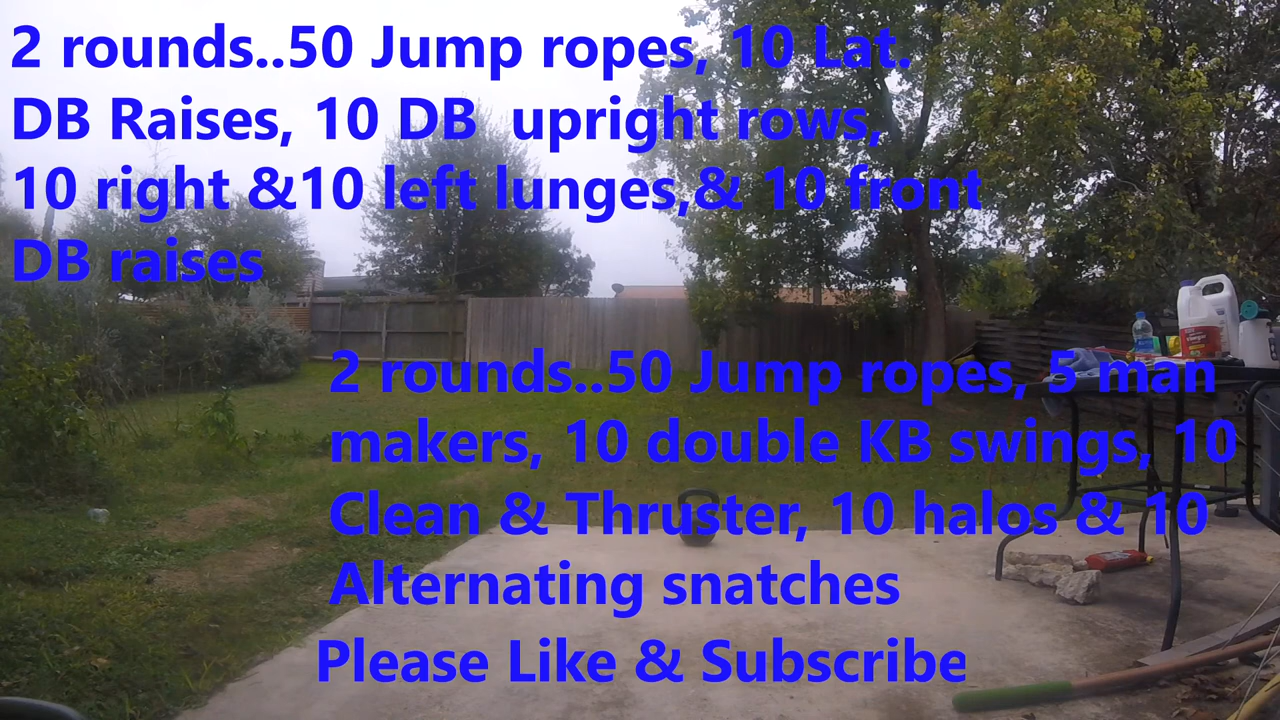 2 rounds..50 Jump ropes, 10 Lat.
DB Raises, 10 DB  upright rows,
10 right &10 left lunges,& 10 front
DB raises
2 rounds..50 Jump ropes, 5 man
makers, 10 double KB swings, 10
Clean & Thruster, 10 halos & 10
Alternating snatches
Please Like & Subscribe